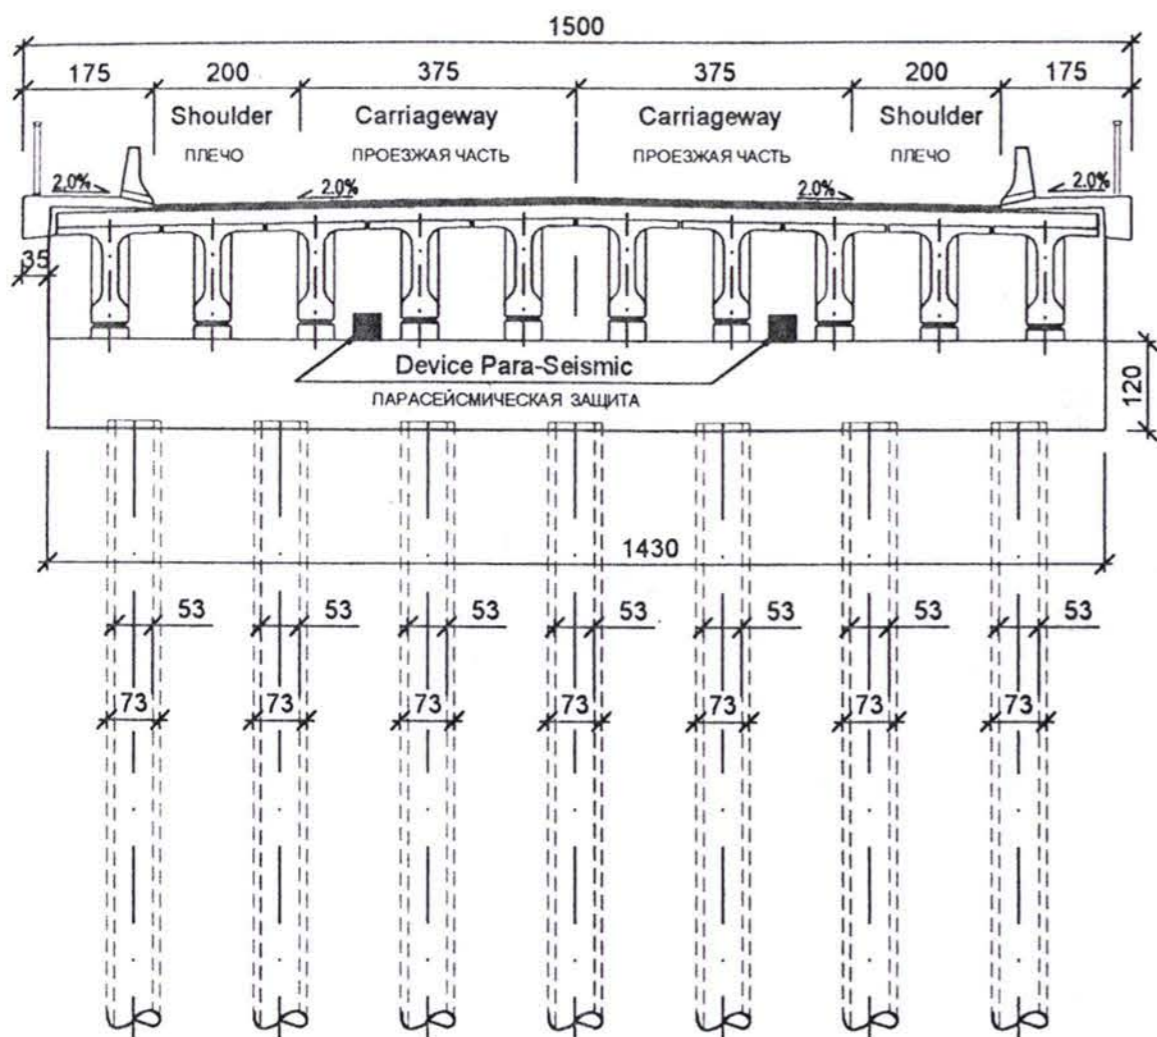 1500
175 200 375 375 200 175
Shoulder Carriageway Carriageway Shoulder
ПЛЕЧО ПРОЕЗЖАЯ ЧАСТЬ ПРОЕЗЖАЯ ЧАСТЬ ПЛЕЧО
2.0% 2.0% 2.0% 2.0%
35
Device Para-Seismic
ПАРАСЕЙСМИЧЕСКАЯ ЗАЩИТА
120
1430
53 53 53 53 53 53 53
73 73 73 73 73 73 73